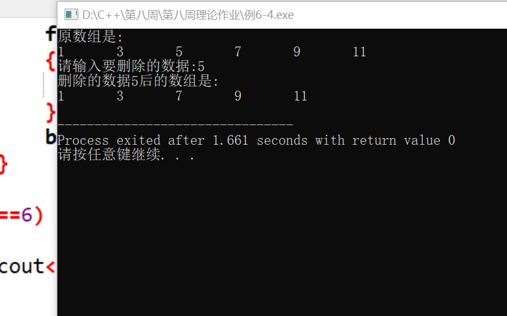 D:\C++\第八周\第八周理论作业\例6-4.exe
原数组是:
1 3 5 7 9 11
请输入要删除的数据:5
删除的数据5后的数组是:
1 3 7 9 11
--------------------------------
Process exited after 1.661 seconds with return value 0
请按任意键继续. . .
f
{
}
b
}
==6)
cout<